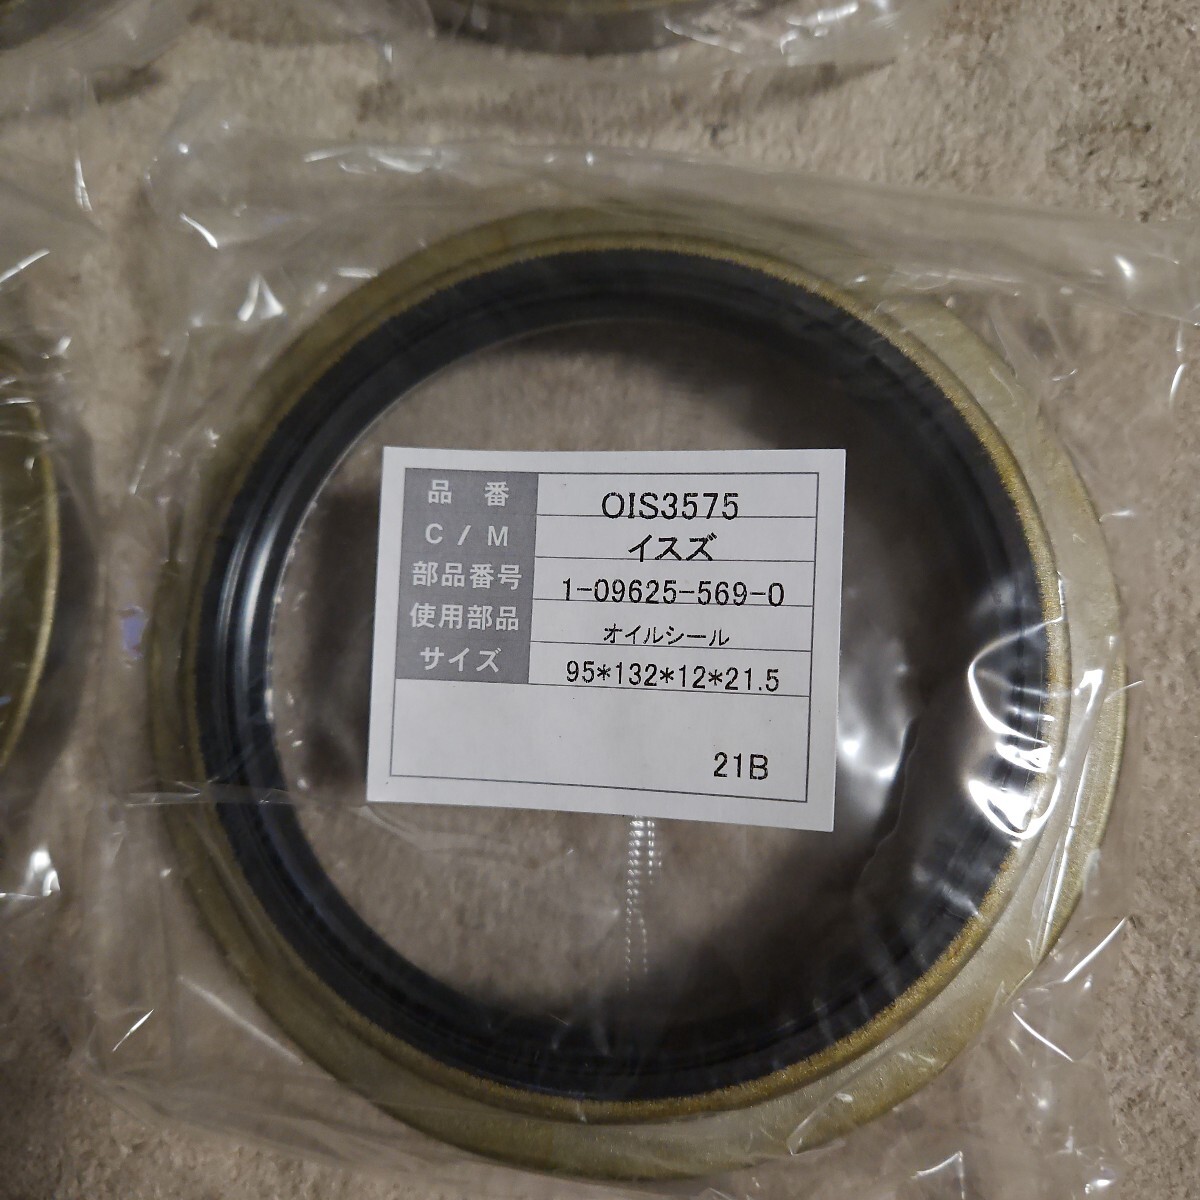 品番 OIS3575
C / M イスズ
部品番号 1-09625-569-0
使用部品 オイルシール
サイズ 95*132*12*21.5
21B